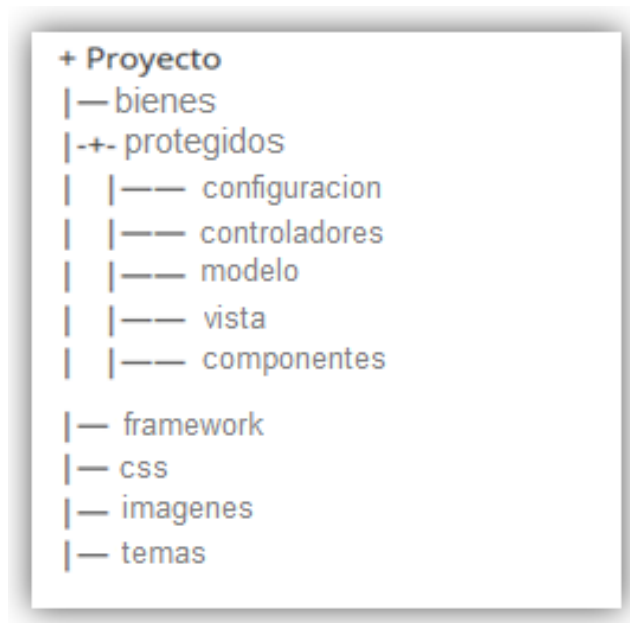 + Proyecto
|— bienes
|-+- protegidos
| |—— configuracion
| |—— controladores
| |—— modelo
| |—— vista
| |—— componentes
|— framework
|— css
|— imagenes
|— temas